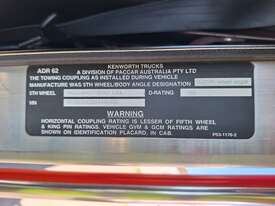 KENWORTH TRUCKS
ADR 62 A DIVISION OF PACCAR AUSTRALIA PTY LTD
THE TOWING COUPLING AS INSTALLED DURING VEHICLE
MANUFACTURE WAS 5TH WHEEL/BODY ANGLE DESIGNATION
5TH WHEEL D-RATING
MN
WARNING
HORIZONTAL RATING IS LESSER OF FIFTH WHEEL
& KING PIN RATINGS, VEHICLE GVM & GCM RATINGS ARE
SHOWN ON IDENTIFICATION PLACARD, IN CAB.
P53-1176-2